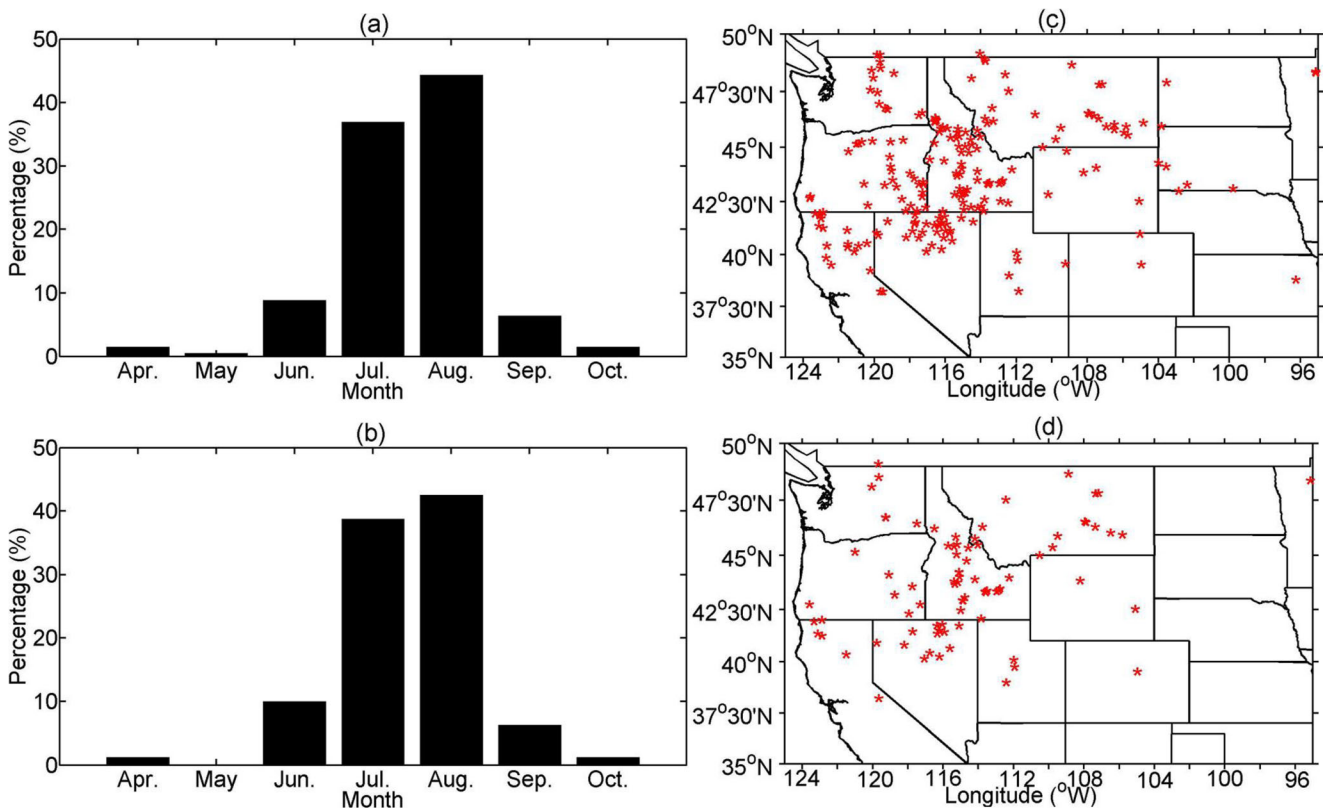 (a)
50
40
30
20
10
0
Percentage (%)
Apr. May Jun. Jul. Aug. Sep. Oct.
Month
(c)
50°N
47°30'N
45°N
42°30'N
40°N
37°30'N
35°N
124 120 116 112 108 104 100 96
Longitude (°W)
(b)
50
40
30
20
10
0
Percentage (%)
Apr. May Jun. Jul. Aug. Sep. Oct.
Month
(d)
50°N
47°30'N
45°N
42°30'N
40°N
37°30'N
35°N
124 120 116 112 108 104 100 96
Longitude (°W)